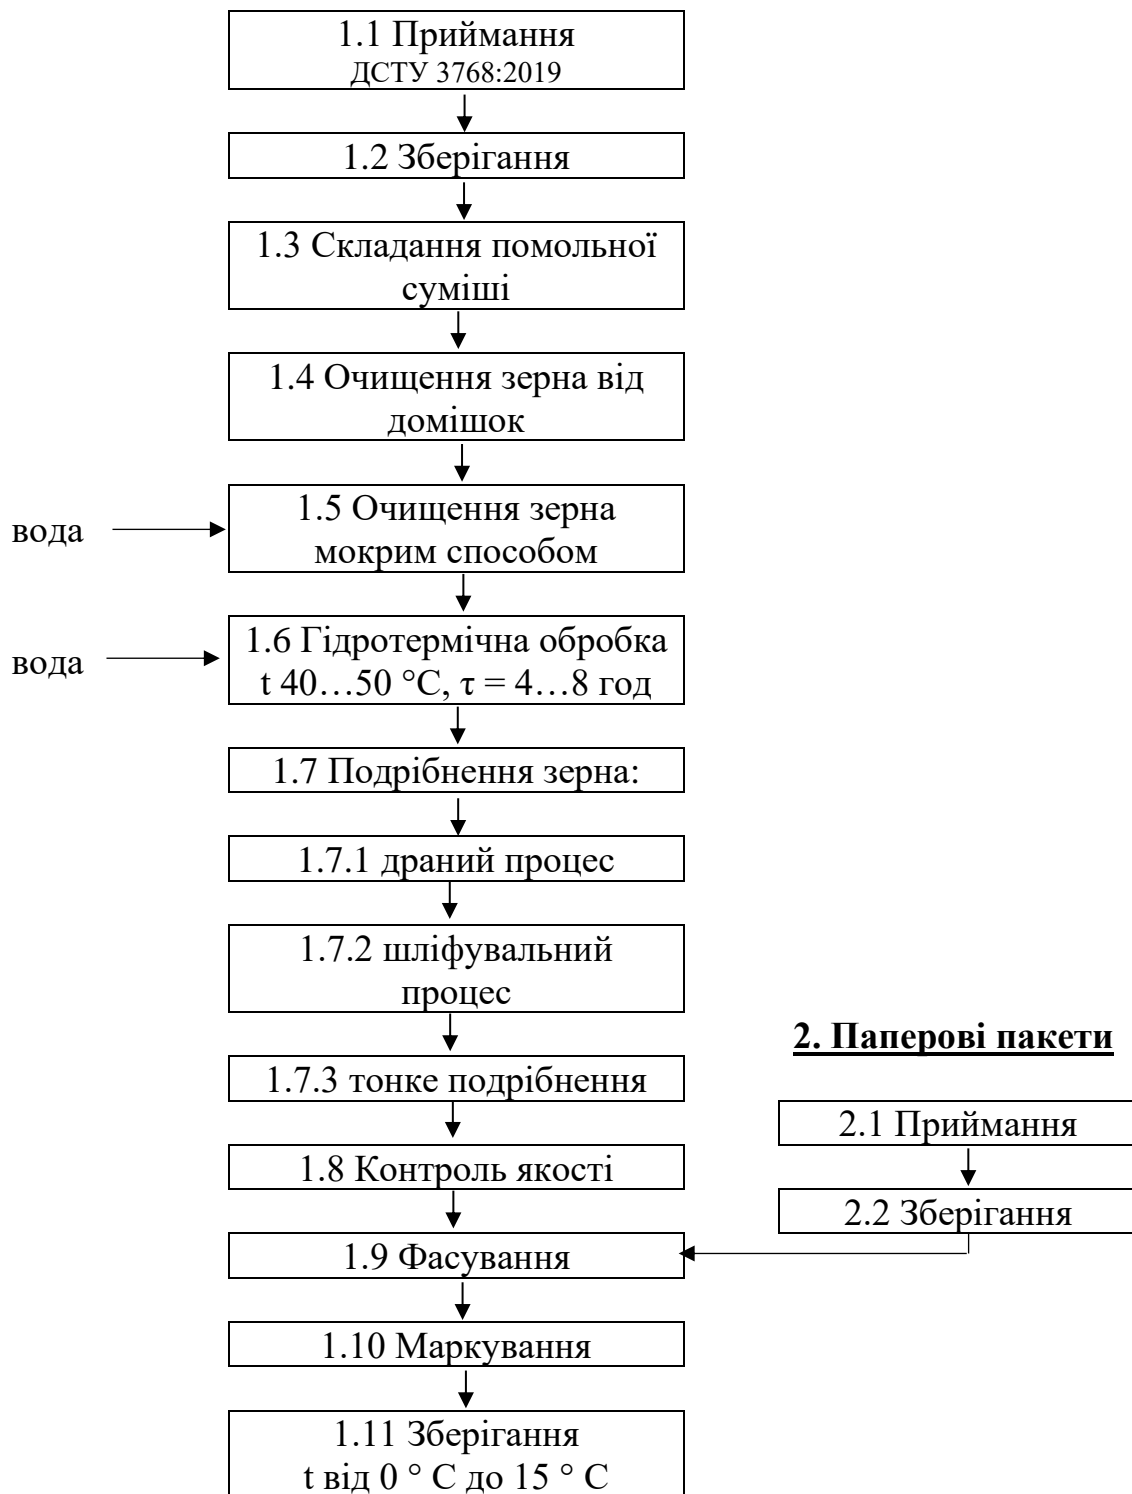 1.1 Приймання
ДСТУ 3768:2019
1.2 Зберігання
1.3 Складання помольної
суміші
1.4 Очищення зерна від
домішок
вода
1.5 Очищення зерна
мокрим способом
вода
1.6 Гідротермічна обробка
t 40…50 °С, τ = 4…8 год
1.7 Подрібнення зерна:
1.7.1 драний процес
1.7.2 шліфувальний
процес
1.7.3 тонке подрібнення
1.8 Контроль якості
2. Паперові пакети
2.1 Приймання
2.2 Зберігання
1.9 Фасування
1.10 Маркування
1.11 Зберігання
t від 0 ° С до 15 ° С